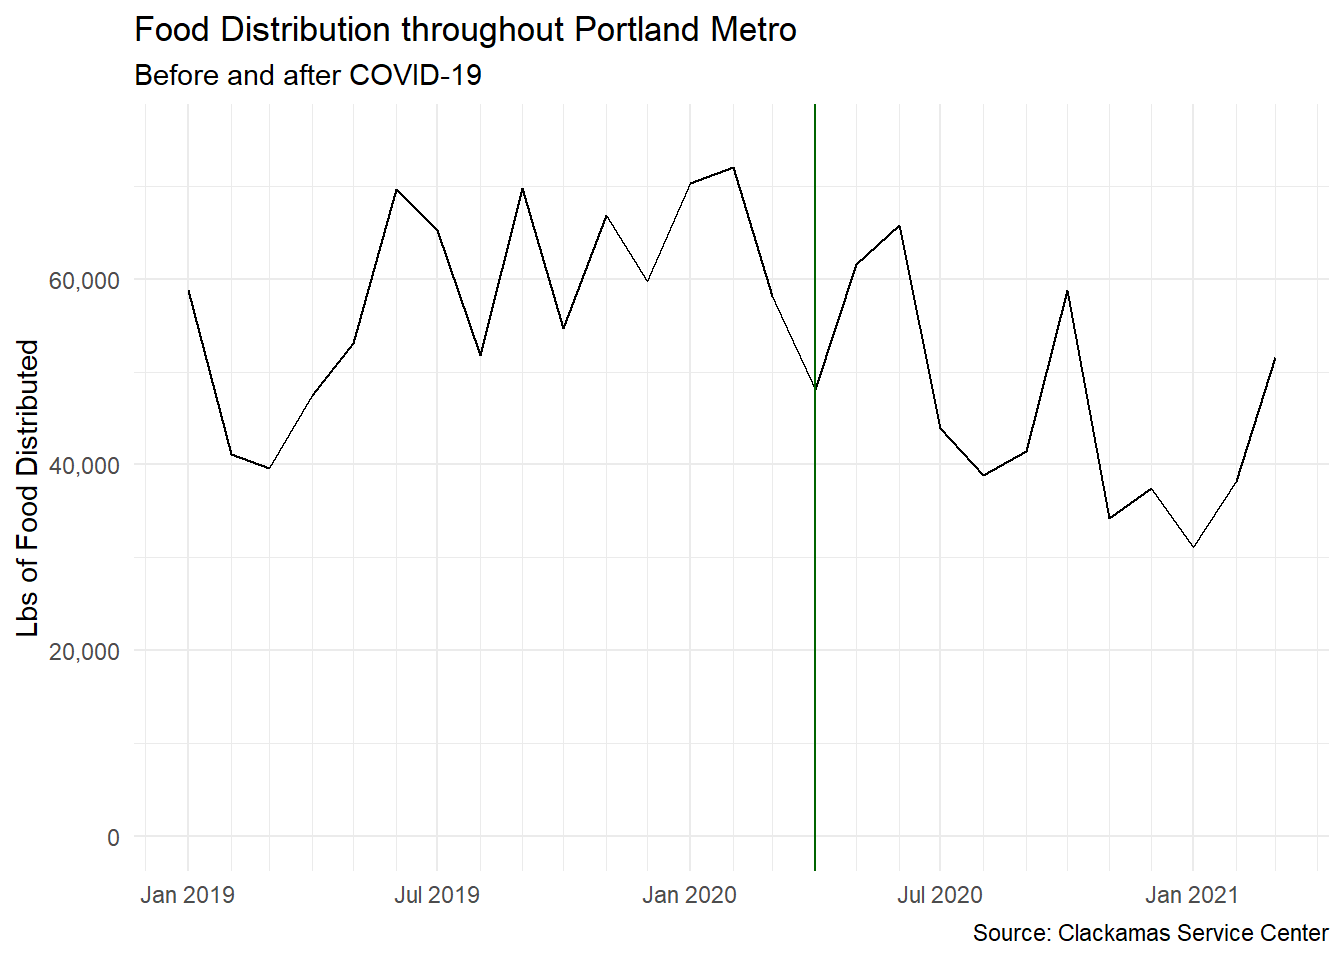 Food Distribution throughout Portland Metro
Before and after COVID-19
Lbs of Food Distributed
60,000
40,000
20,000
0
Jan 2019
Jul 2019
Jan 2020
Jul 2020
Jan 2021
Source: Clackamas Service Center